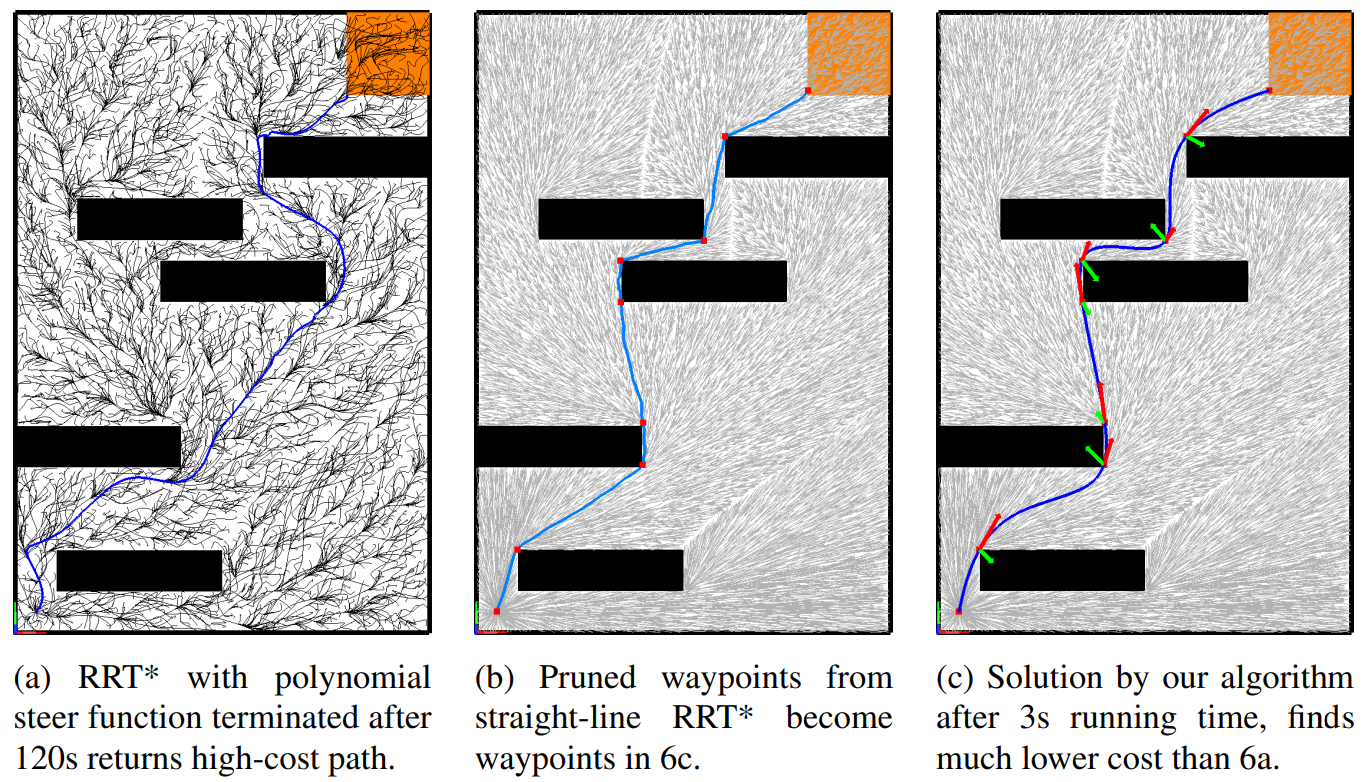 (a) RRT* with polynomial
steer function terminated after
120s returns high-cost path.
(b) Pruned waypoints from
straight-line RRT* become
waypoints in 6c.
(c) Solution by our algorithm
after 3s running time, finds
much lower cost than 6a.